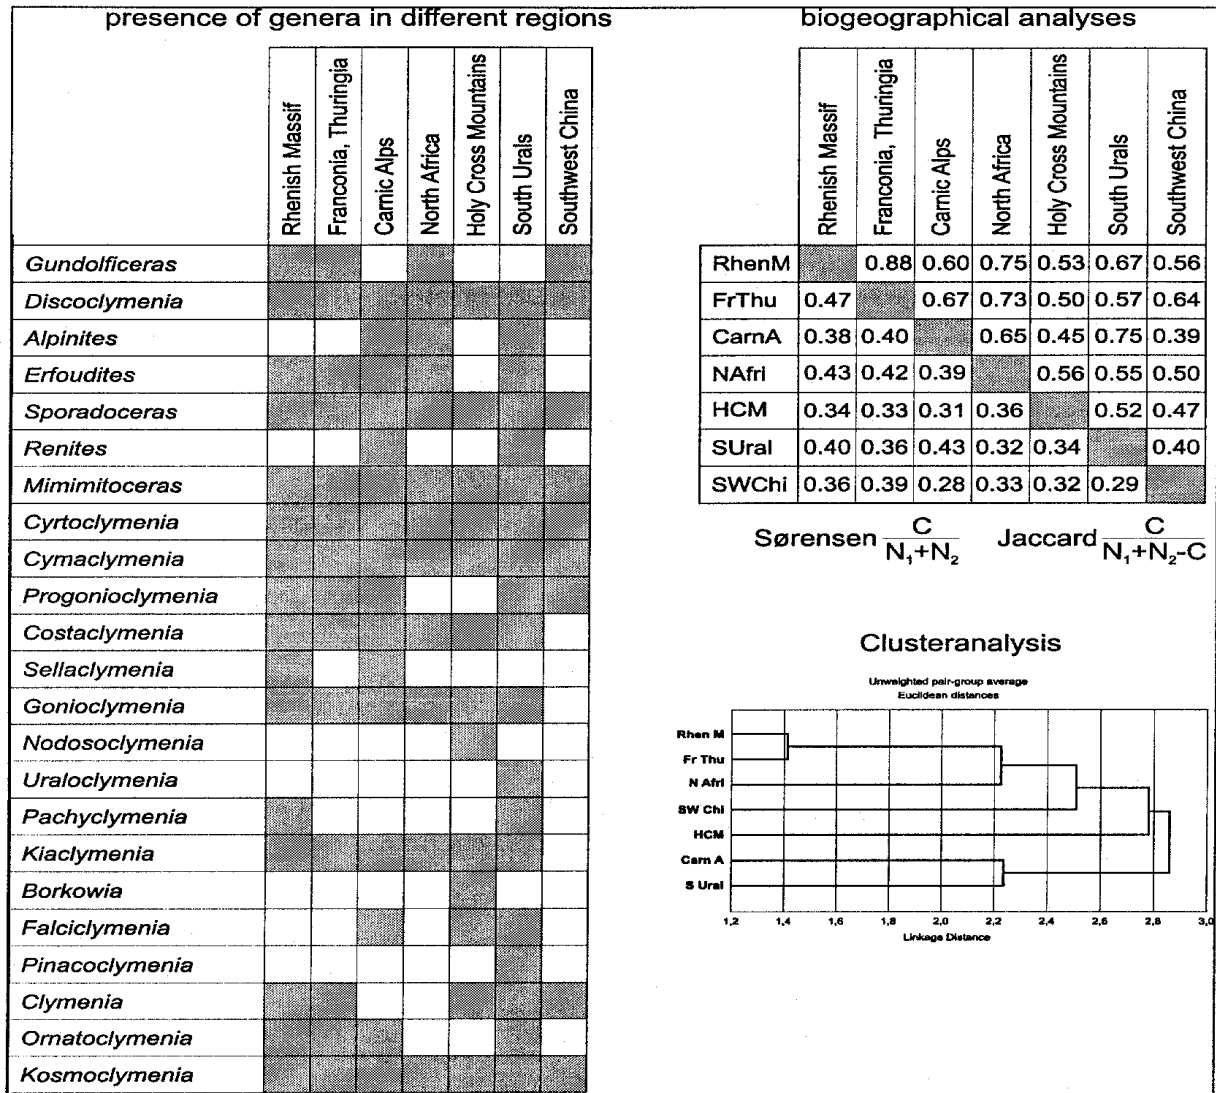 presence of genera in different regions
Rhenish Massif
Franconia, Thuringia
Carnic Alps
North Africa
Holy Cross Mountains
South Urals
Southwest China
Gundolficeras
Discoclymenia
Alpinites
Erfoudites
Sporadoceras
Renites
Mimimitoceras
Cyrtoclymenia
Cymaclymenia
Progonioclymenia
Costaclymenia
Sellaclymenia
Gonioclymenia
Nodosoclymenia
Uraloclymenia
Pachyclymenia
Kiaclymenia
Borkowia
Falciclymenia
Pinacoclymenia
Clymenia
Ornatoclymenia
Kosmoclymenia
biogeographical analyses
Rhenish Massif
Franconia, Thuringia
Carnic Alps
North Africa
Holy Cross Mountains
South Urals
Southwest China
RhenM 0.88 0.60 0.75 0.53 0.67 0.56
FrThu 0.47 0.67 0.73 0.50 0.57 0.64
CarnA 0.38 0.40 0.65 0.45 0.75 0.39
NAfri 0.43 0.42 0.39 0.56 0.55 0.50
HCM 0.34 0.33 0.31 0.36 0.52 0.47
SUral 0.40 0.36 0.43 0.32 0.34 0.40
SWChi 0.36 0.39 0.28 0.33 0.32 0.29
Sørensen C / N1+N2 Jaccard C / N1+N2-C
Clusteranalysis
Unweighted pair-group average
Euclidean distances
Rhen M
Fr Thu
N Afri
SW Chi
HCM
Carn A
S Ural
1,2 1,4 1,6 1,8 2,0 2,2 2,4 2,6 2,8 3,0
Linkage Distance